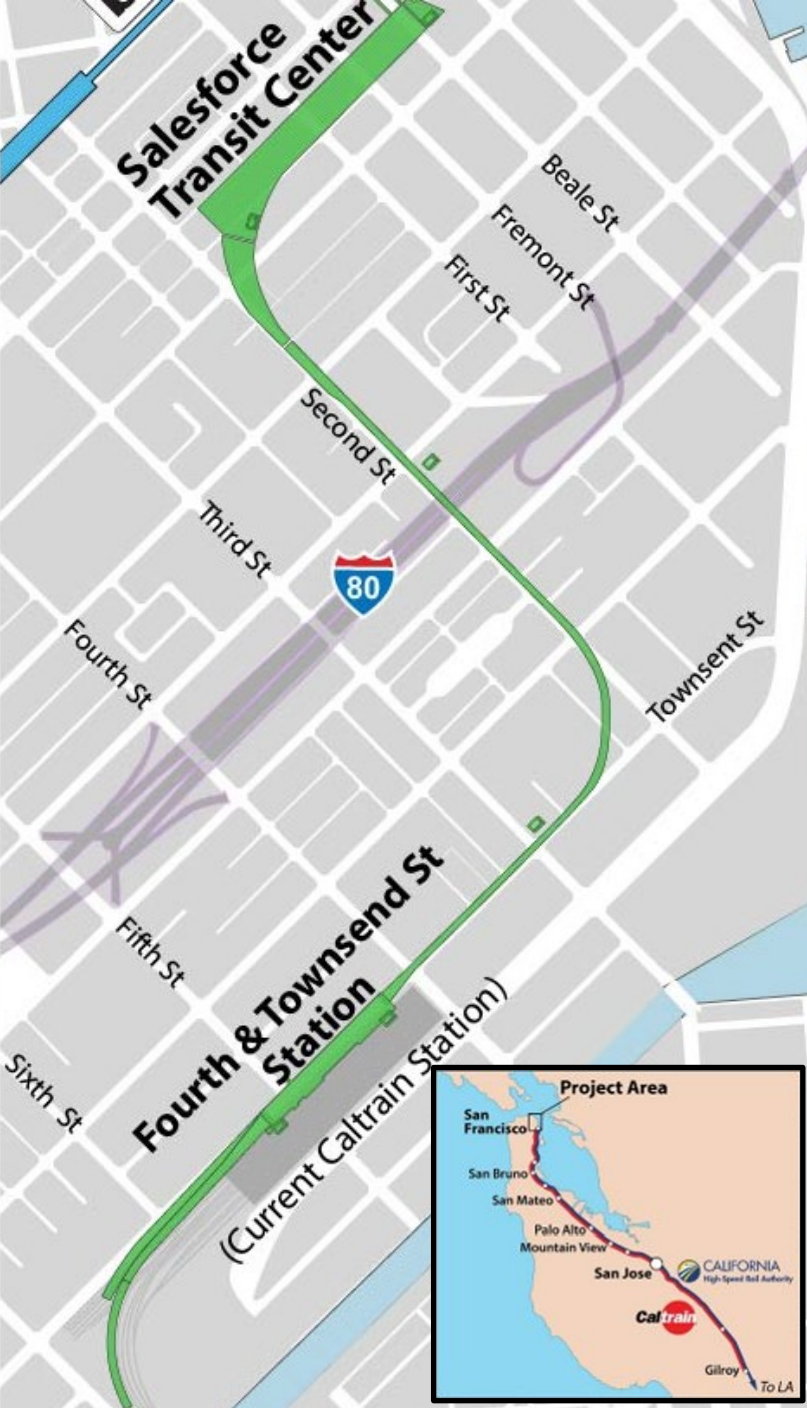 Salesforce
Transit Center
Beale St
Fremont St
First St
Second St
Third St
80
Fourth St
Townsent St
Fifth St
Fourth & Townsend St
Station
(Current Caltrain Station)
Sixth St
Project Area
San
Francisco
San Bruno
San Mateo
Palo Alto
Mountain View
San Jose
CALIFORNIA
High-Speed Rail Authority
Caltrain
Gilroy
To LA